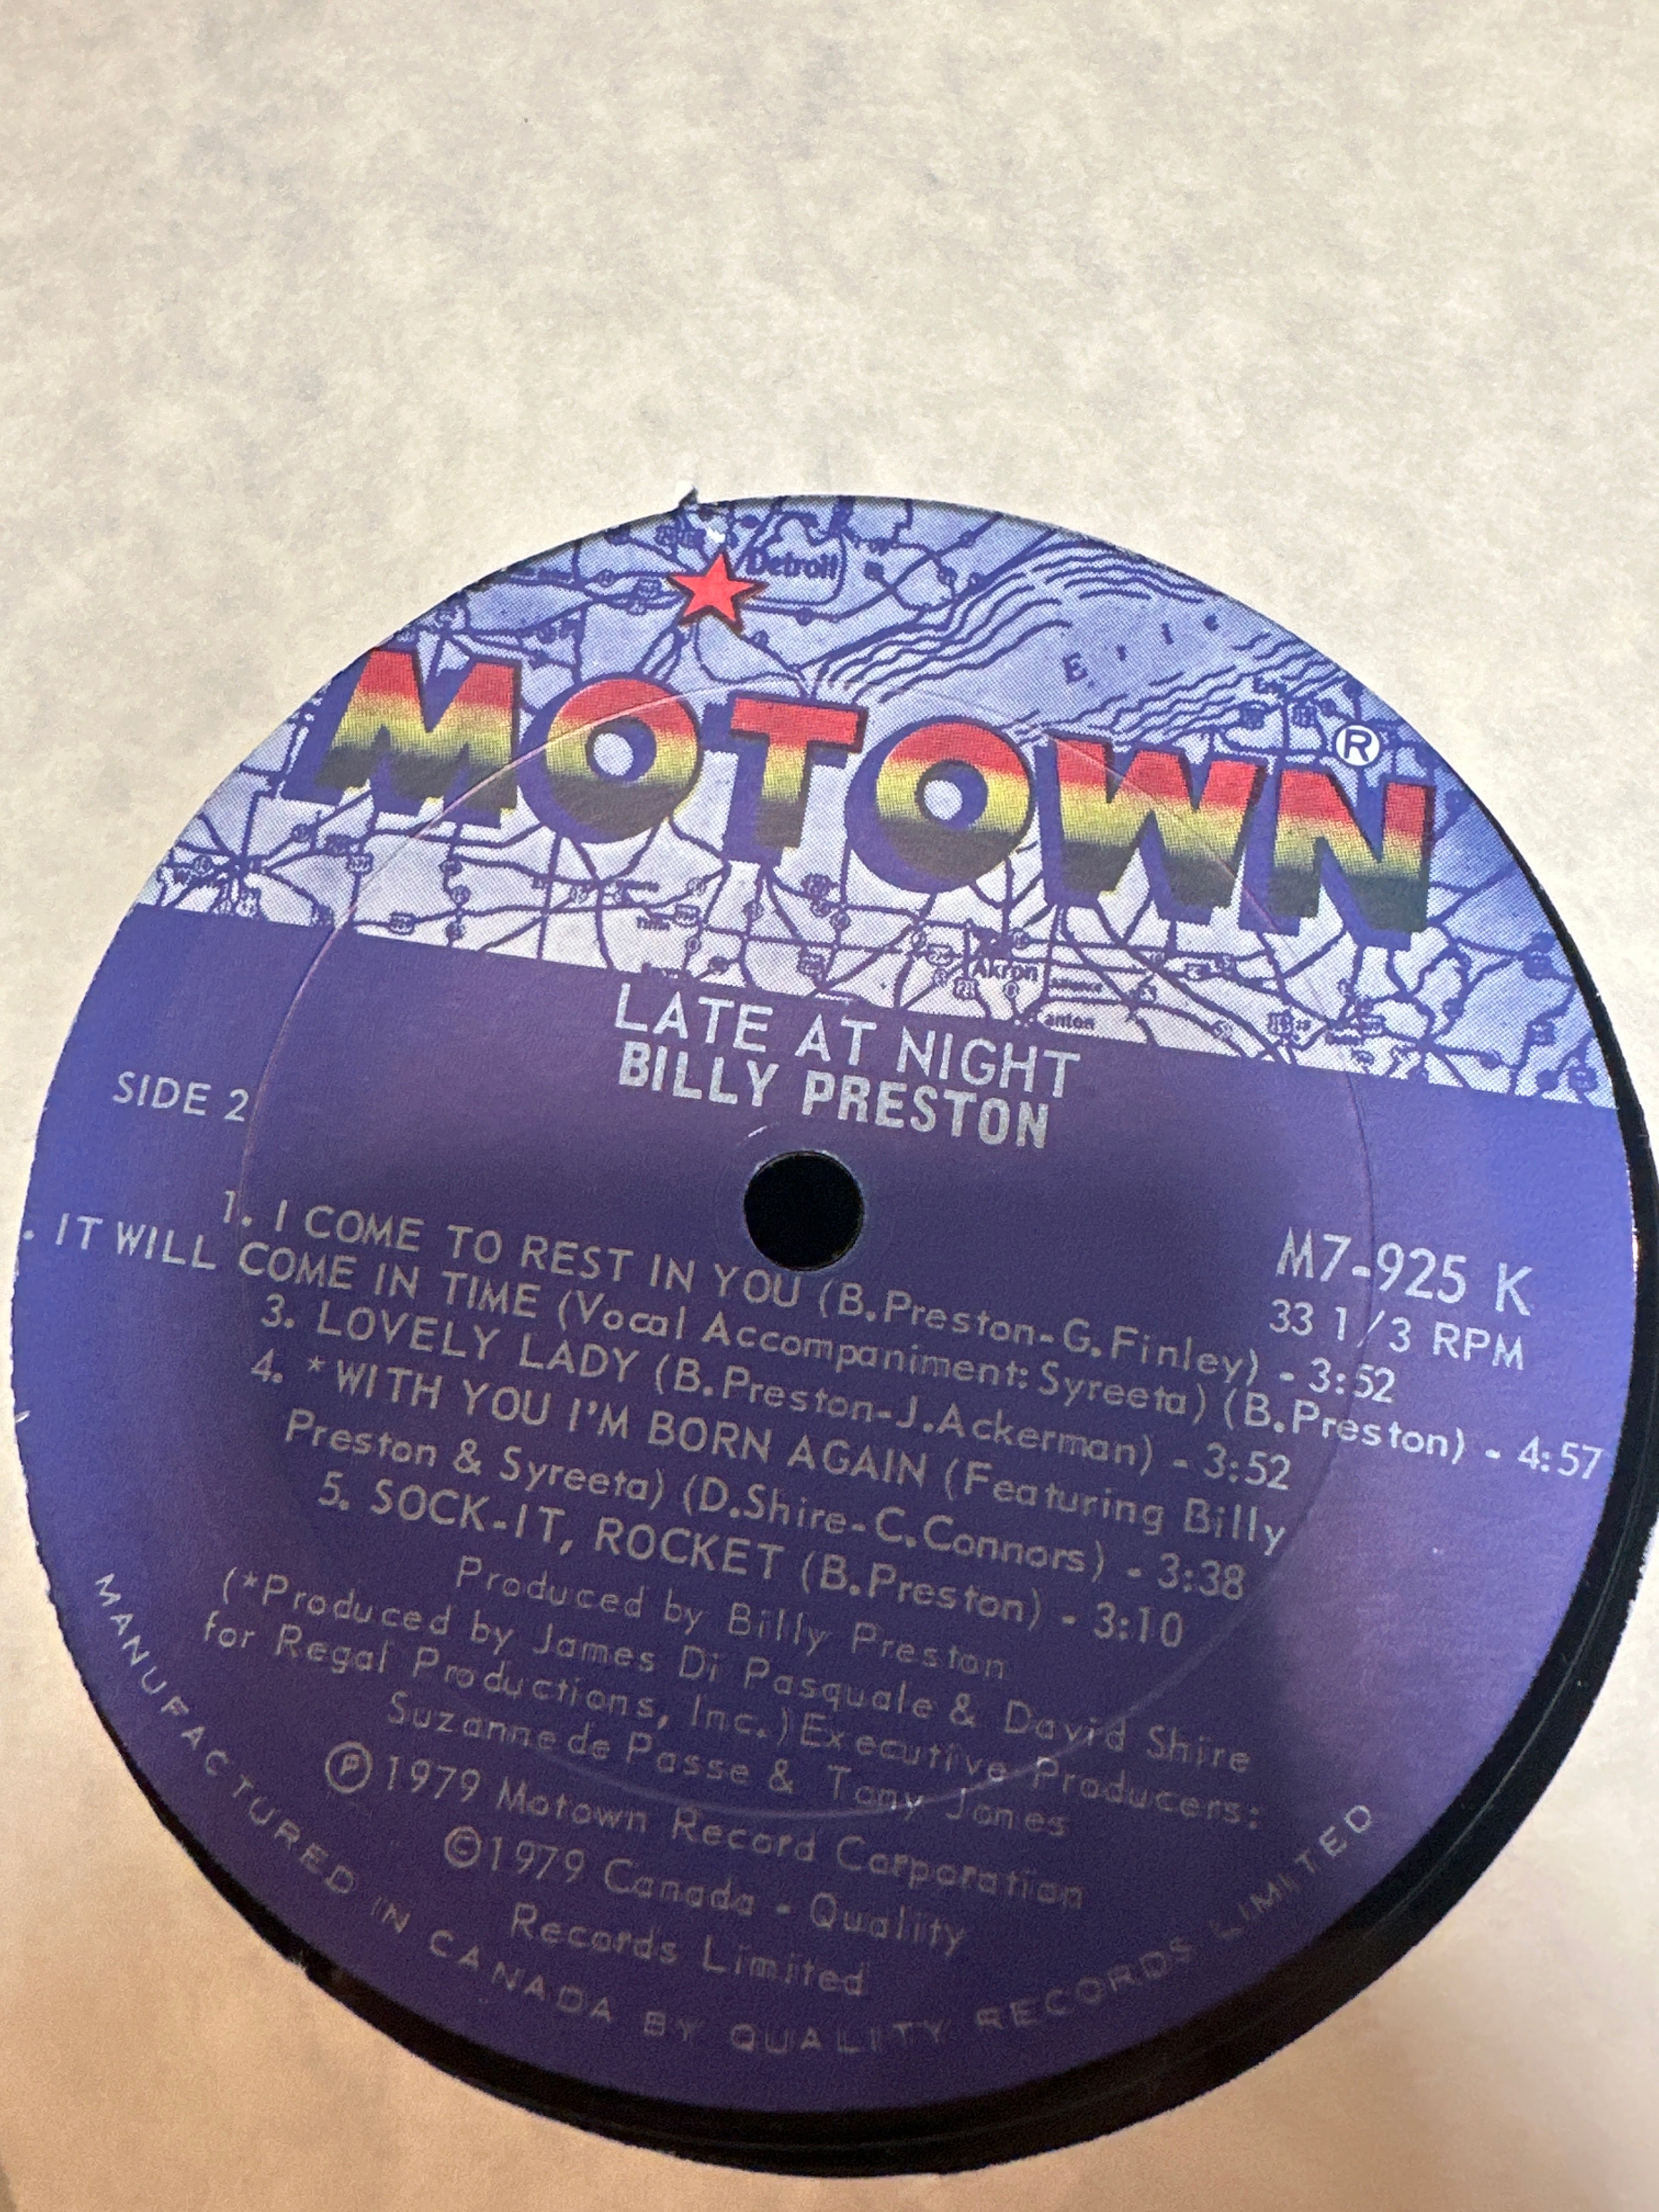 Detroit
E r i e
MOTOWN ®
Akron
Alliance
anton
LATE AT NIGHT
BILLY PRESTON
SIDE 2
M7-925 K
33 1/3 RPM
1. I COME TO REST IN YOU (B.Preston-G.Finley) - 3:52
. IT WILL COME IN TIME (Vocal Accompaniment: Syreeta) (B.Preston) - 4:57
3. LOVELY LADY (B.Preston-J.Ackerman) - 3:52
4. *WITH YOU I'M BORN AGAIN (Featuring Billy
Preston & Syreeta) (D.Shire-C.Connors) - 3:38
5. SOCK-IT, ROCKET (B.Preston) - 3:10
Produced by Billy Preston
(*Produced by James Di Pasquale & David Shire
for Regal Productions, Inc.) Executive Producers:
Suzanne de Passe & Tony Jones
Ⓟ1979 Motown Record Corporation
©1979 Canada - Quality
Records Limited
MANUFACTURED IN CANADA BY QUALITY RECORDS LIMITED